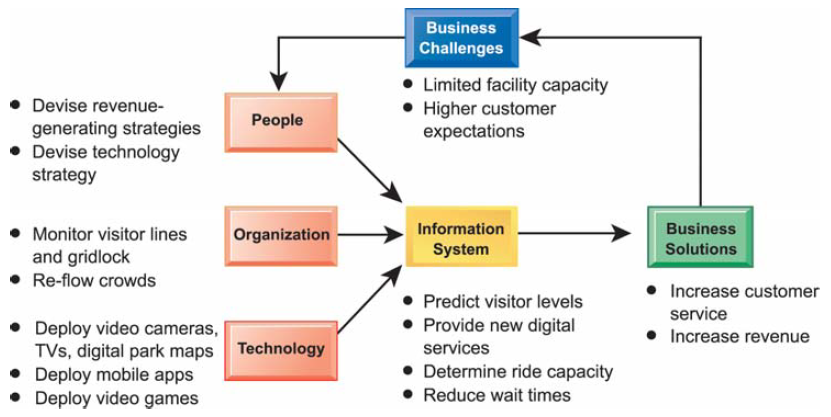 Business
Challenges
● Limited facility capacity
● Higher customer
expectations
● Devise revenue-
generating strategies
● Devise technology
strategy
People
● Monitor visitor lines
and gridlock
● Re-flow crowds
Organization
Information
System
Business
Solutions
● Deploy video cameras,
TVs, digital park maps
● Deploy mobile apps
● Deploy video games
Technology
● Predict visitor levels
● Provide new digital
services
● Determine ride capacity
● Reduce wait times
● Increase customer
service
● Increase revenue